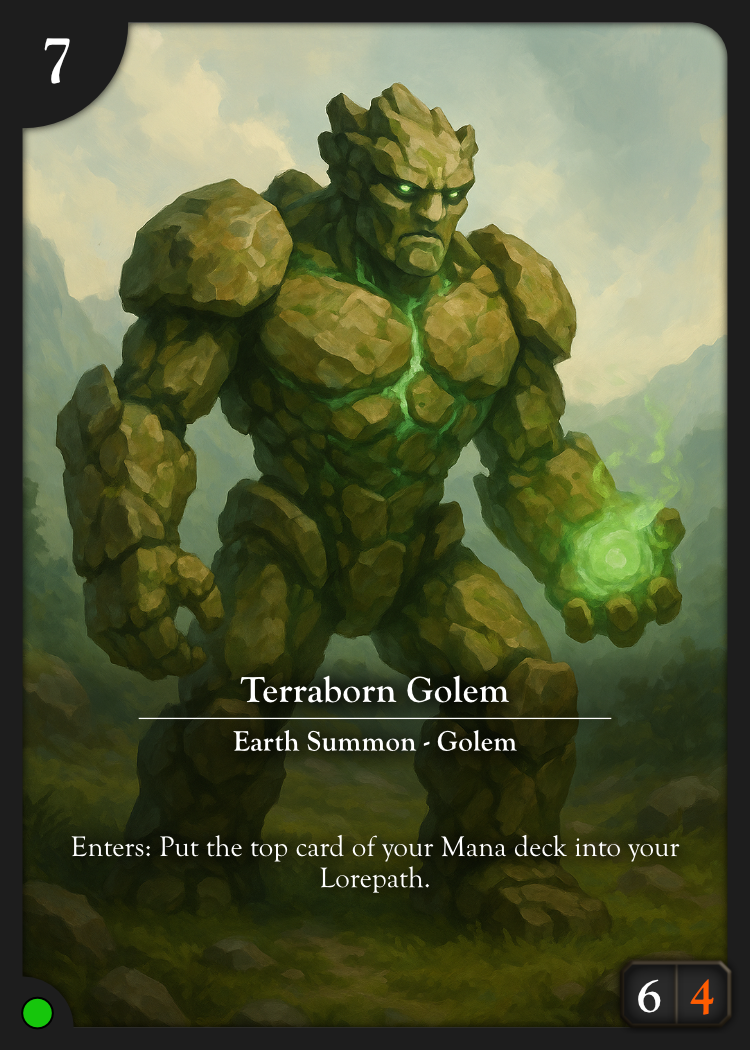 7
Terraborn Golem
Earth Summon - Golem
Enters: Put the top card of your Mana deck into your
Lorepath.
6 4